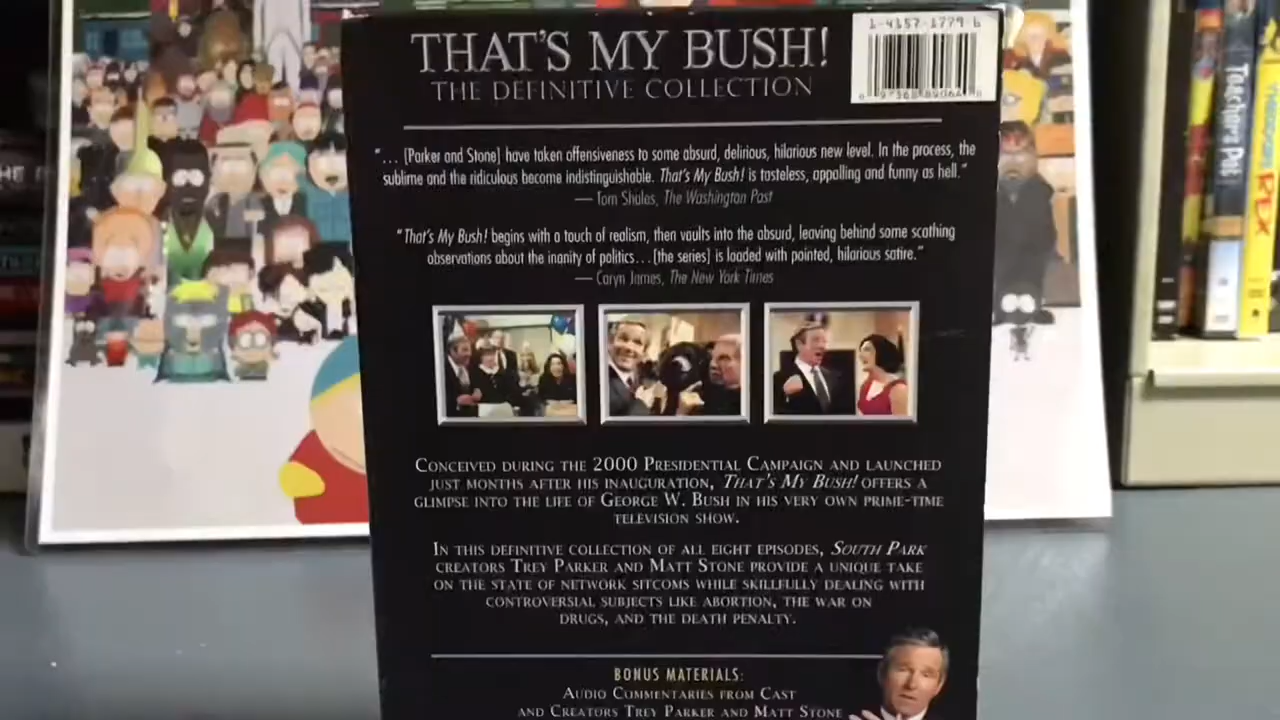 1-4157-1779-6
THAT'S MY BUSH!
THE DEFINITIVE COLLECTION
"... [Parker and Stone] have taken offensiveness to some absurd, delirious, hilarious new level. In the process, the
sublime and the ridiculous become indistinguishable. That's My Bush! is tasteless, appalling and funny as hell."
— Tom Shales, The Washington Post
"That's My Bush! begins with a touch of realism, then vaults into the absurd, leaving behind some scathing
observations about the inanity of politics...[the series] is loaded with pointed, hilarious satire."
— Caryn James, The New York Times
CONCEIVED DURING THE 2000 PRESIDENTIAL CAMPAIGN AND LAUNCHED
JUST MONTHS AFTER HIS INAUGURATION, THAT'S MY BUSH! OFFERS A
GLIMPSE INTO THE LIFE OF GEORGE W. BUSH IN HIS VERY OWN PRIME-TIME
TELEVISION SHOW.
IN THIS DEFINITIVE COLLECTION OF ALL EIGHT EPISODES, SOUTH PARK
CREATORS TREY PARKER AND MATT STONE PROVIDE A UNIQUE TAKE
ON THE STATE OF NETWORK SITCOMS WHILE SKILLFULLY DEALING WITH
CONTROVERSIAL SUBJECTS LIKE ABORTION, THE WAR ON
DRUGS, AND THE DEATH PENALTY.
BONUS MATERIALS:
AUDIO COMMENTARIES FROM CAST
AND CREATORS TREY PARKER AND MATT STONE
Teacher's Pet
THEODORE REX